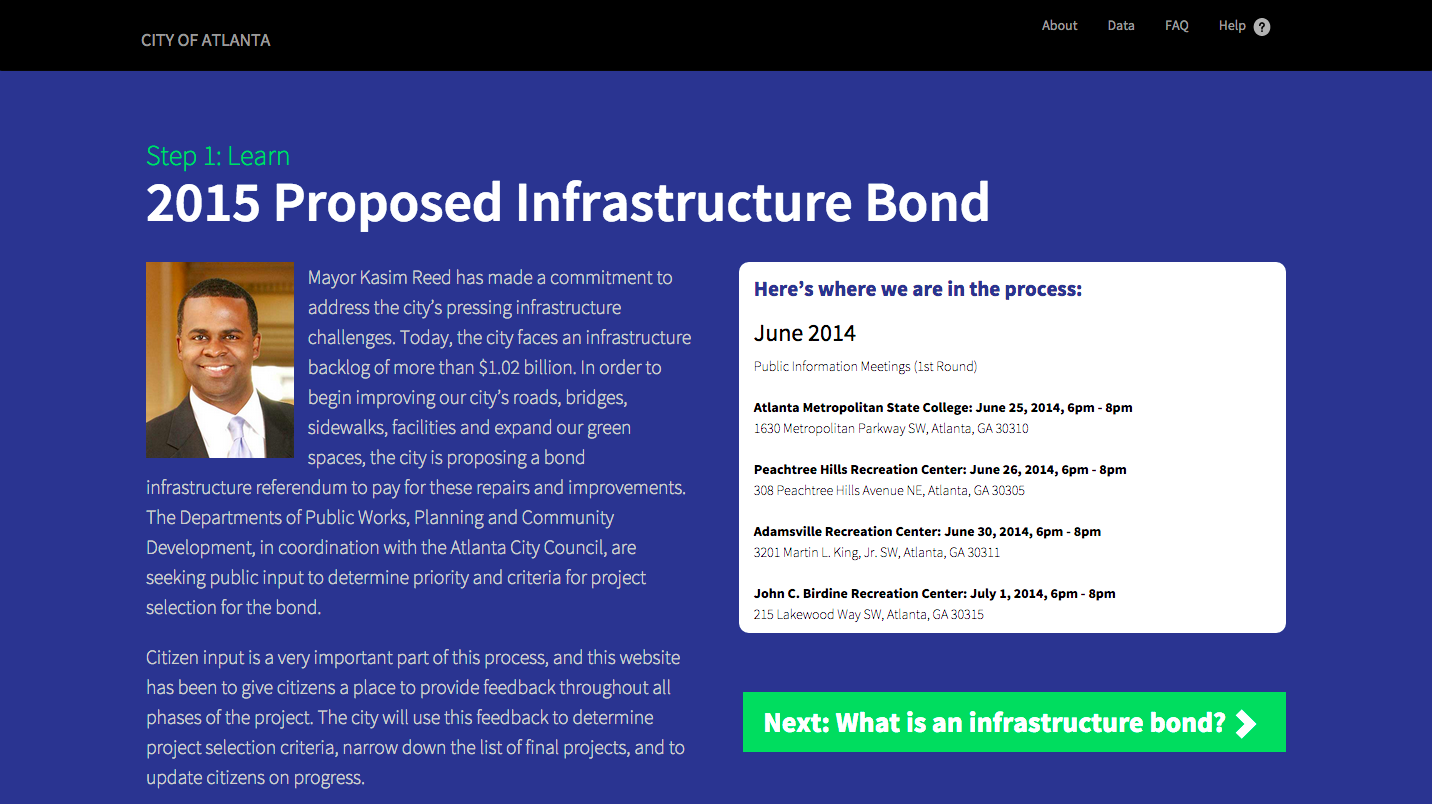 CITY OF ATLANTA
About
Data
FAQ
Help ?
Step 1: Learn
2015 Proposed Infrastructure Bond
Mayor Kasim Reed has made a commitment to
address the city’s pressing infrastructure
challenges. Today, the city faces an infrastructure
backlog of more than $1.02 billion. In order to
begin improving our city’s roads, bridges,
sidewalks, facilities and expand our green
spaces, the city is proposing a bond
infrastructure referendum to pay for these repairs and improvements.
The Departments of Public Works, Planning and Community
Development, in coordination with the Atlanta City Council, are
seeking public input to determine priority and criteria for project
selection for the bond.
Citizen input is a very important part of this process, and this website
has been to give citizens a place to provide feedback throughout all
phases of the project. The city will use this feedback to determine
project selection criteria, narrow down the list of final projects, and to
update citizens on progress.
Here’s where we are in the process:
June 2014
Public Information Meetings (1st Round)
Atlanta Metropolitan State College: June 25, 2014, 6pm - 8pm
1630 Metropolitan Parkway SW, Atlanta, GA 30310
Peachtree Hills Recreation Center: June 26, 2014, 6pm - 8pm
308 Peachtree Hills Avenue NE, Atlanta, GA 30305
Adamsville Recreation Center: June 30, 2014, 6pm - 8pm
3201 Martin L. King, Jr. SW, Atlanta, GA 30311
John C. Birdine Recreation Center: July 1, 2014, 6pm - 8pm
215 Lakewood Way SW, Atlanta, GA 30315
Next: What is an infrastructure bond?